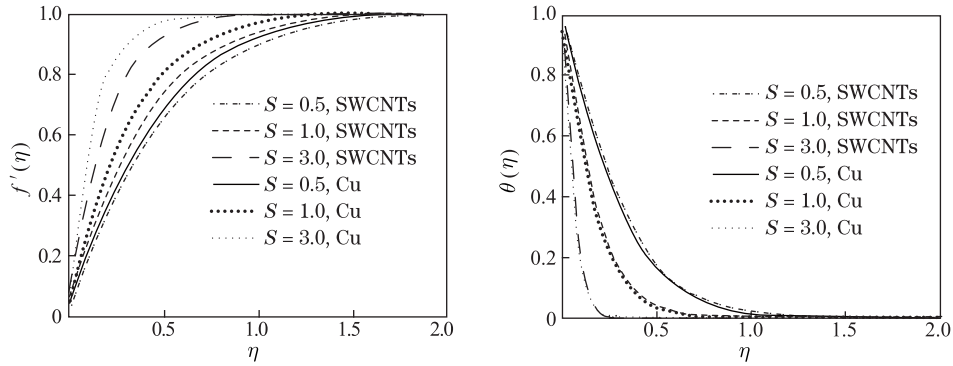 1.0
0.8
0.6
0.4
0.2
0
0.5
1.0
1.5
2.0
f′(η)
η
S = 0.5, SWCNTs
S = 1.0, SWCNTs
S = 3.0, SWCNTs
S = 0.5, Cu
S = 1.0, Cu
S = 3.0, Cu
1.0
0.8
0.6
0.4
0.2
0
0.5
1.0
1.5
2.0
θ(η)
η
S = 0.5, SWCNTs
S = 1.0, SWCNTs
S = 3.0, SWCNTs
S = 0.5, Cu
S = 1.0, Cu
S = 3.0, Cu